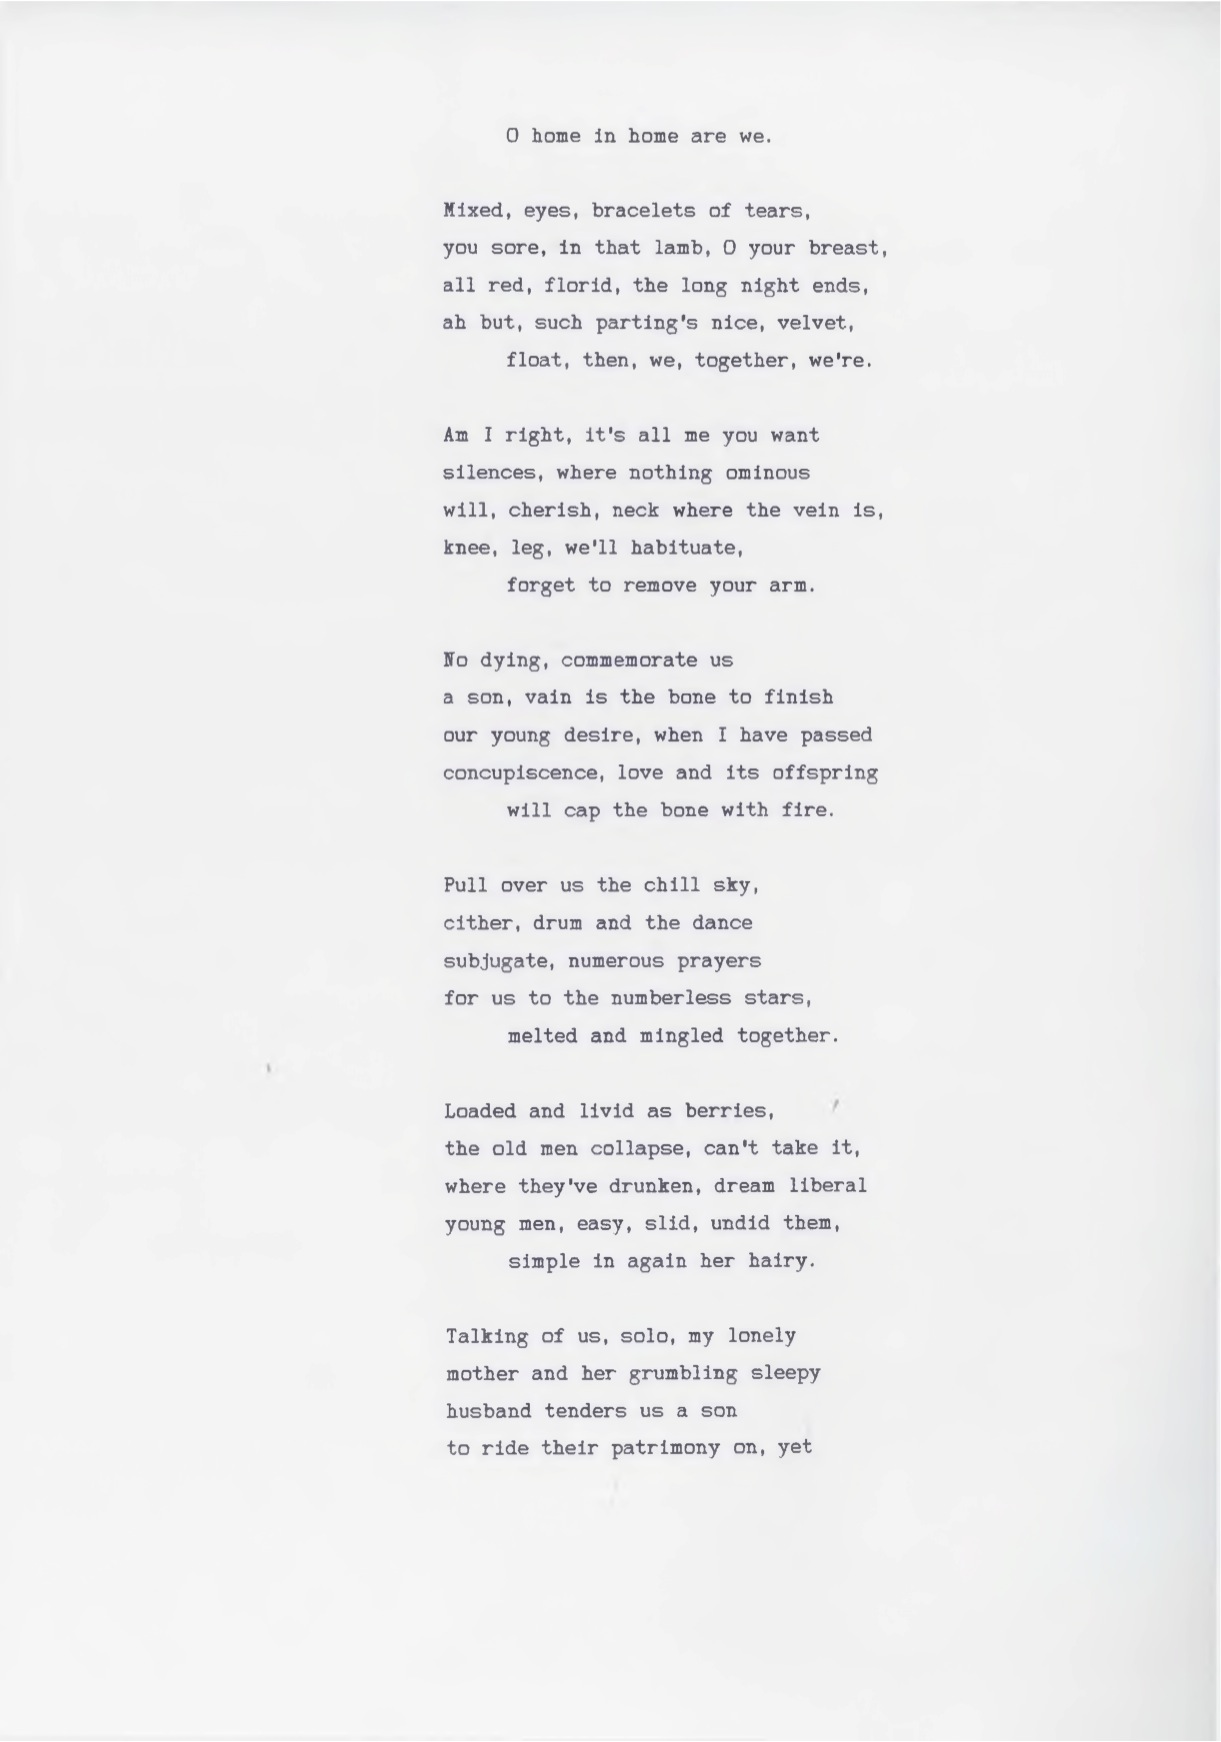 O home in home are we.
Mixed, eyes, bracelets of tears,
you sore, in that lamb, O your breast,
all red, florid, the long night ends,
ah but, such parting's nice, velvet,
float, then, we, together, we're.
Am I right, it's all me you want
silences, where nothing ominous
will, cherish, neck where the vein is,
knee, leg, we'll habituate,
forget to remove your arm.
No dying, commemorate us
a son, vain is the bone to finish
our young desire, when I have passed
concupiscence, love and its offspring
will cap the bone with fire.
Pull over us the chill sky,
cither, drum and the dance
subjugate, numerous prayers
for us to the numberless stars,
melted and mingled together.
Loaded and livid as berries,
the old men collapse, can't take it,
where they've drunken, dream liberal
young men, easy, slid, undid them,
simple in again her hairy.
Talking of us, solo, my lonely
mother and her grumbling sleepy
husband tenders us a son
to ride their patrimony on, yet